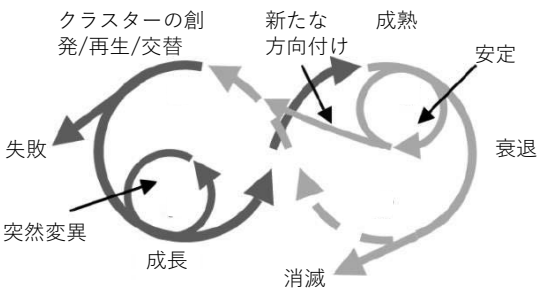 クラスターの創
発/再生/交替
新たな
方向付け
成熟
安定
失敗
衰退
突然変異
成長
消滅